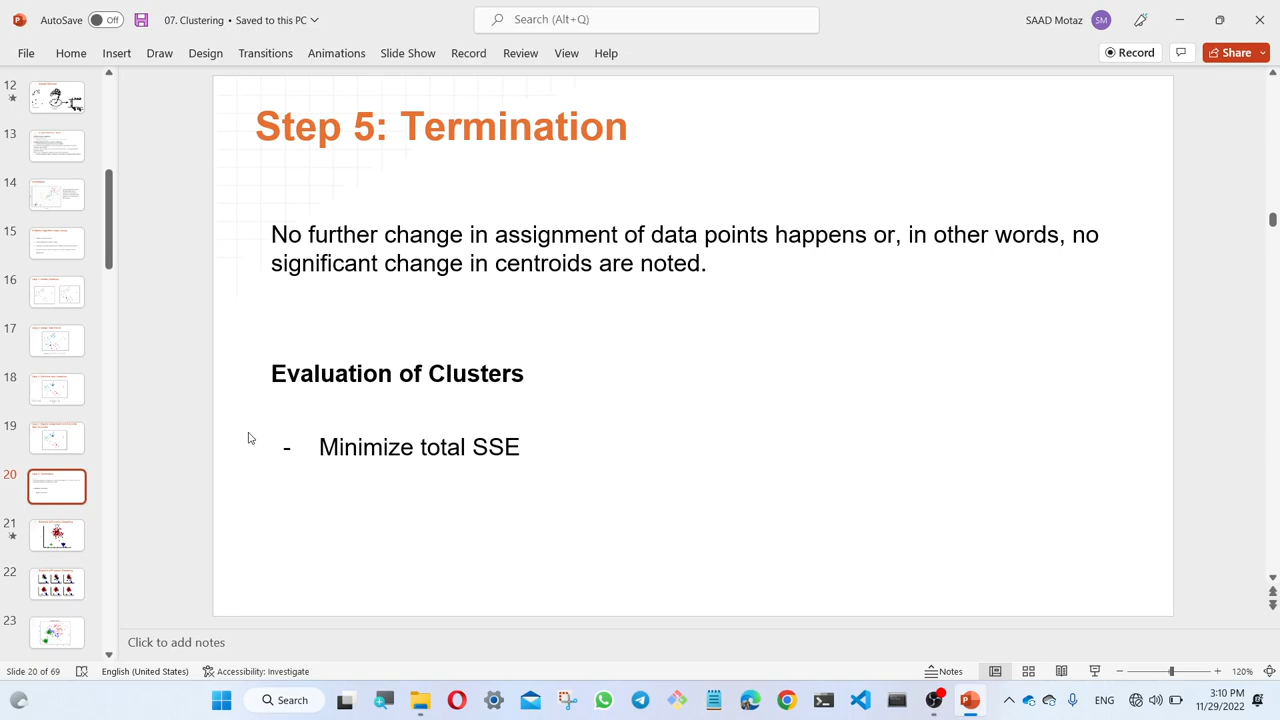 AutoSave Off 07. Clustering • Saved to this PC Search (Alt+Q) SAAD Motaz SM
File Home Insert Draw Design Transitions Animations Slide Show Record Review View Help Record Share
12
13
14
15
16
17
18
19
20
21
22
23
Step 5: Termination
No further change in assignment of data points happens or, in other words, no
significant change in centroids are noted.
Evaluation of Clusters
- Minimize total SSE
Click to add notes
Slide 20 of 69 English (United States) Accessibility: Investigate Notes 120%
Search ENG 3:10 PM
11/29/2022